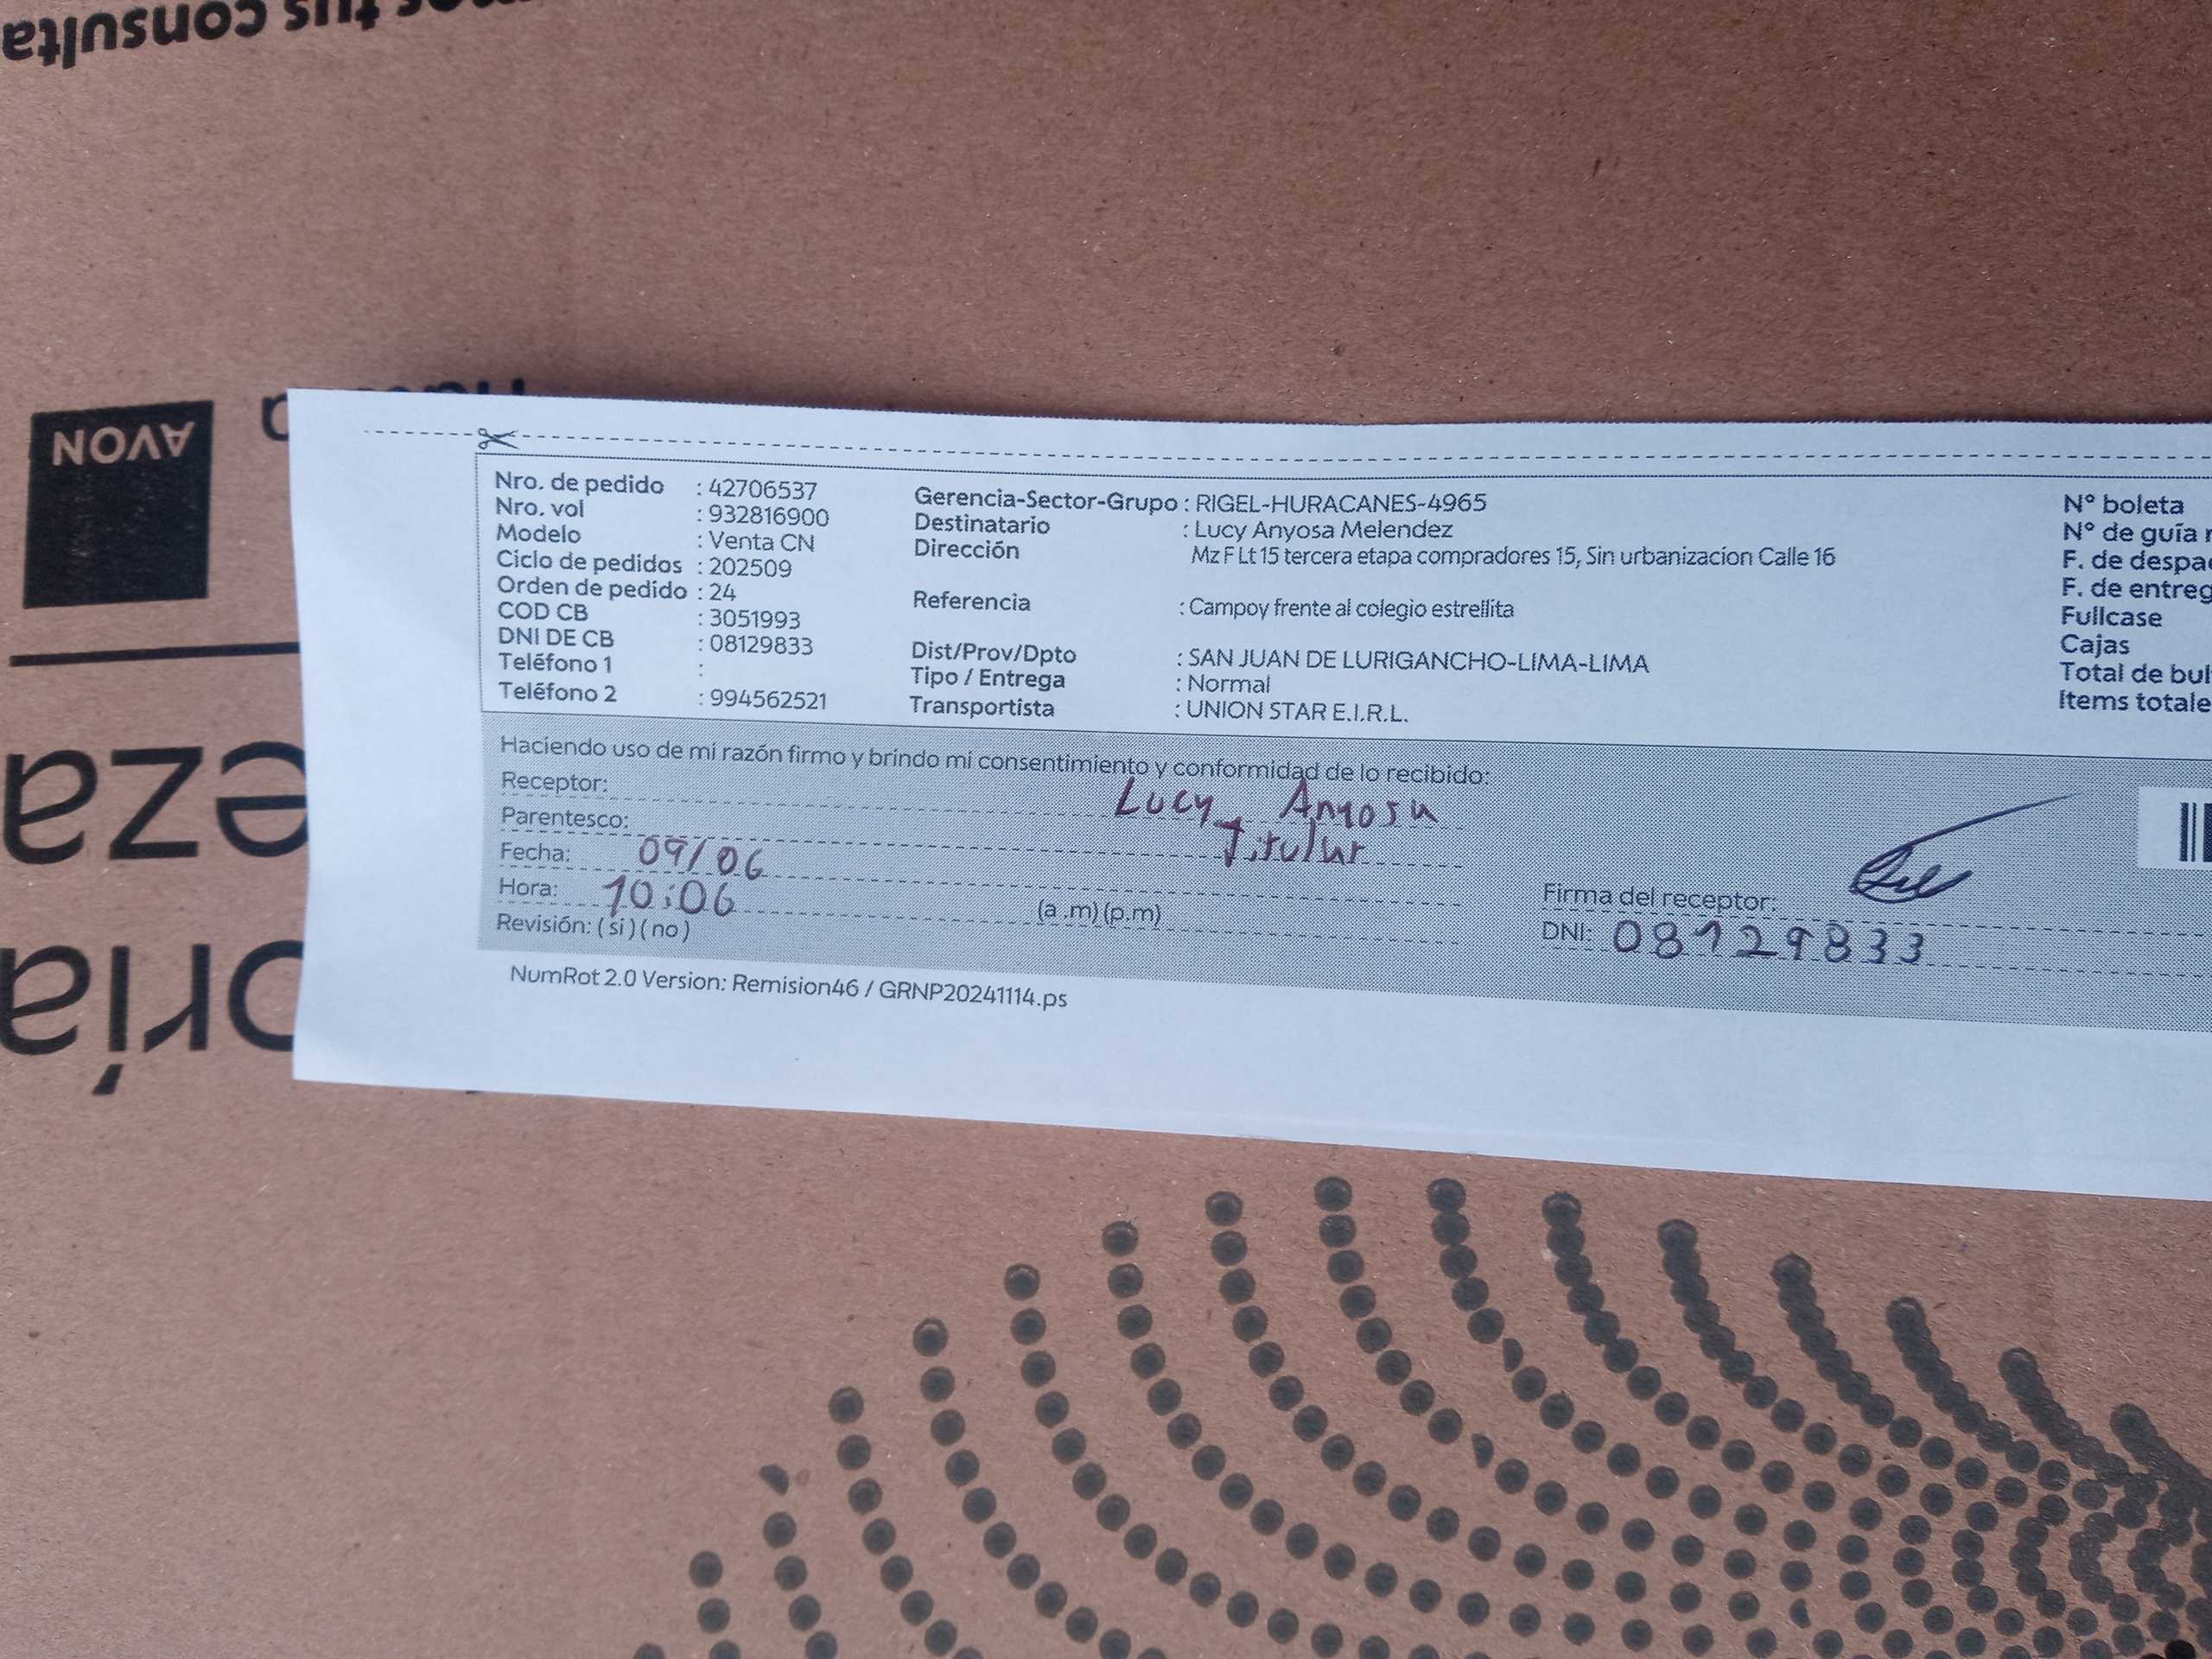 tus consulta
AVON
Nro. de pedido : 42706537
Nro. vol : 932816900
Modelo : Venta CN
Ciclo de pedidos : 202509
Orden de pedido : 24
COD CB : 3051993
DNI DE CB : 08129833
Teléfono 1 :
Teléfono 2 : 994562521
Gerencia-Sector-Grupo : RIGEL-HURACANES-4965
Destinatario : Lucy Anyosa Melendez
Dirección Mz F Lt 15 tercera etapa compradores 15, Sin urbanizacion Calle 16
Referencia : Campoy frente al colegio estrellita
Dist/Prov/Dpto : SAN JUAN DE LURIGANCHO-LIMA-LIMA
Tipo / Entrega : Normal
Transportista : UNION STAR E.I.R.L.
N° boleta
N° de guía
F. de
F. de
Fullcase
Cajas
Total de
Items
Haciendo uso de mi razón firmo y brindo mi consentimiento y conformidad de lo recibido:
Receptor: Lucy Anyosa
Parentesco: Titular
Fecha: 09/06
Hora: 10:06 (a.m)(p.m)
Revisión: (si)(no)
Firma del receptor:
DNI: 08129833
NumRot 2.0 Version: Remision46 / GRNP20241114.ps